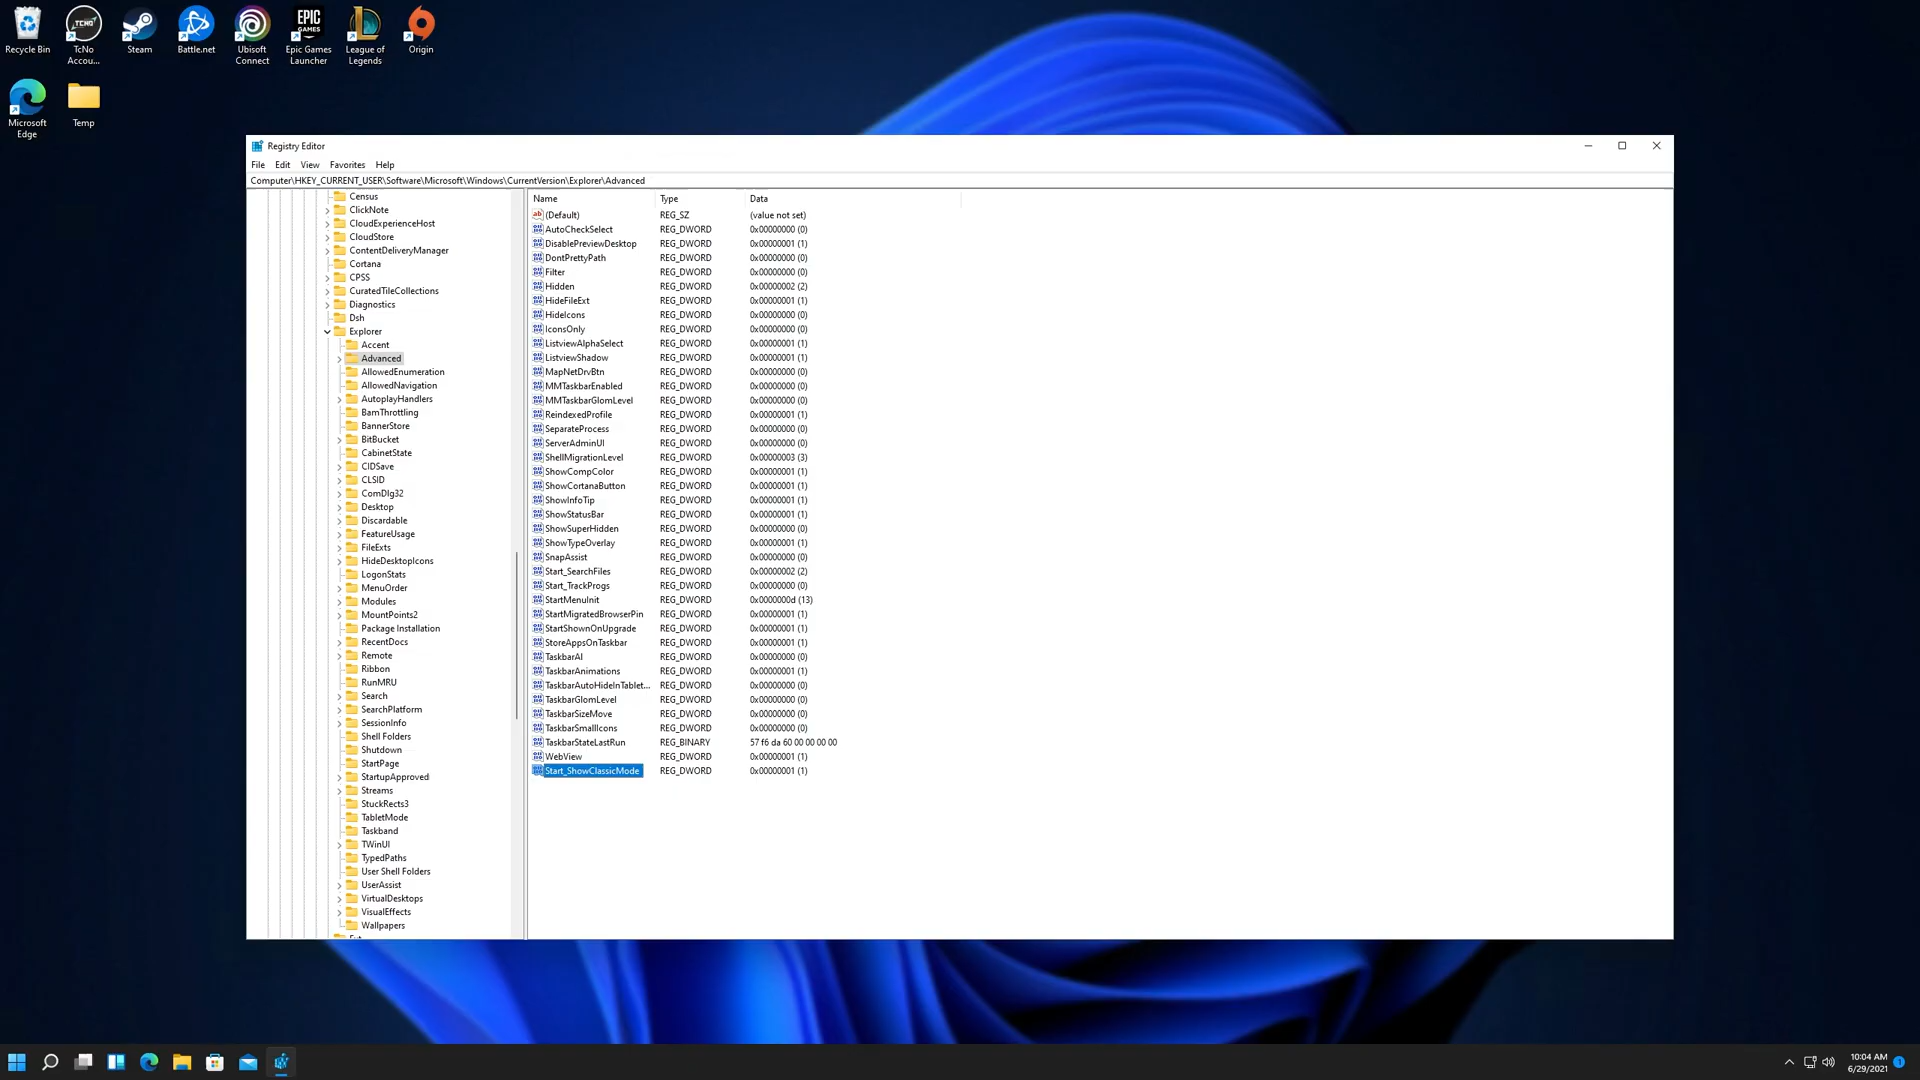 Recycle Bin
TcNo
Accou...
Steam
Battle.net
Ubisoft
Connect
Epic Games
Launcher
League of
Legends
Origin
TCNO
EPIC
GAMES
Microsoft
Edge
Temp
Registry Editor
File Edit View Favorites Help
Computer\HKEY_CURRENT_USER\Software\Microsoft\Windows\CurrentVersion\Explorer\Advanced
Census
ClickNote
CloudExperienceHost
CloudStore
ContentDeliveryManager
Cortana
CPSS
CuratedTileCollections
Diagnostics
Dsh
Explorer
Accent
Advanced
AllowedEnumeration
AllowedNavigation
AutoplayHandlers
BamThrottling
BannerStore
BitBucket
CabinetState
CIDSave
CLSID
ComDlg32
Desktop
Discardable
FeatureUsage
FileExts
HideDesktopIcons
LogonStats
MenuOrder
Modules
MountPoints2
Package Installation
RecentDocs
Remote
Ribbon
RunMRU
Search
SearchPlatform
SessionInfo
Shell Folders
Shutdown
StartPage
StartupApproved
Streams
StuckRects3
TabletMode
Taskband
TWinUI
TypedPaths
User Shell Folders
UserAssist
VirtualDesktops
VisualEffects
Wallpapers
Name Type Data
(Default) REG_SZ (value not set)
AutoCheckSelect REG_DWORD 0x00000000 (0)
DisablePreviewDesktop REG_DWORD 0x00000001 (1)
DontPrettyPath REG_DWORD 0x00000000 (0)
Filter REG_DWORD 0x00000000 (0)
Hidden REG_DWORD 0x00000002 (2)
HideFileExt REG_DWORD 0x00000001 (1)
HideIcons REG_DWORD 0x00000000 (0)
IconsOnly REG_DWORD 0x00000000 (0)
ListviewAlphaSelect REG_DWORD 0x00000001 (1)
ListviewShadow REG_DWORD 0x00000001 (1)
MapNetDrvBtn REG_DWORD 0x00000000 (0)
MMTaskbarEnabled REG_DWORD 0x00000000 (0)
MMTaskbarGlomLevel REG_DWORD 0x00000000 (0)
ReindexedProfile REG_DWORD 0x00000001 (1)
SeparateProcess REG_DWORD 0x00000000 (0)
ServerAdminUI REG_DWORD 0x00000000 (0)
ShellMigrationLevel REG_DWORD 0x00000003 (3)
ShowCompColor REG_DWORD 0x00000001 (1)
ShowCortanaButton REG_DWORD 0x00000001 (1)
ShowInfoTip REG_DWORD 0x00000001 (1)
ShowStatusBar REG_DWORD 0x00000001 (1)
ShowSuperHidden REG_DWORD 0x00000000 (0)
ShowTypeOverlay REG_DWORD 0x00000001 (1)
SnapAssist REG_DWORD 0x00000000 (0)
Start_SearchFiles REG_DWORD 0x00000002 (2)
Start_TrackProgs REG_DWORD 0x00000000 (0)
StartMenuInit REG_DWORD 0x0000000d (13)
StartMigratedBrowserPin REG_DWORD 0x00000001 (1)
StartShownOnUpgrade REG_DWORD 0x00000001 (1)
StoreAppsOnTaskbar REG_DWORD 0x00000001 (1)
TaskbarAl REG_DWORD 0x00000000 (0)
TaskbarAnimations REG_DWORD 0x00000001 (1)
TaskbarAutoHideInTablet... REG_DWORD 0x00000000 (0)
TaskbarGlomLevel REG_DWORD 0x00000000 (0)
TaskbarSizeMove REG_DWORD 0x00000000 (0)
TaskbarSmallIcons REG_DWORD 0x00000000 (0)
TaskbarStateLastRun REG_BINARY 57 f6 da 60 00 00 00 00
WebView REG_DWORD 0x00000001 (1)
Start_ShowClassicMode REG_DWORD 0x00000001 (1)
10:04 AM
6/29/2021
1